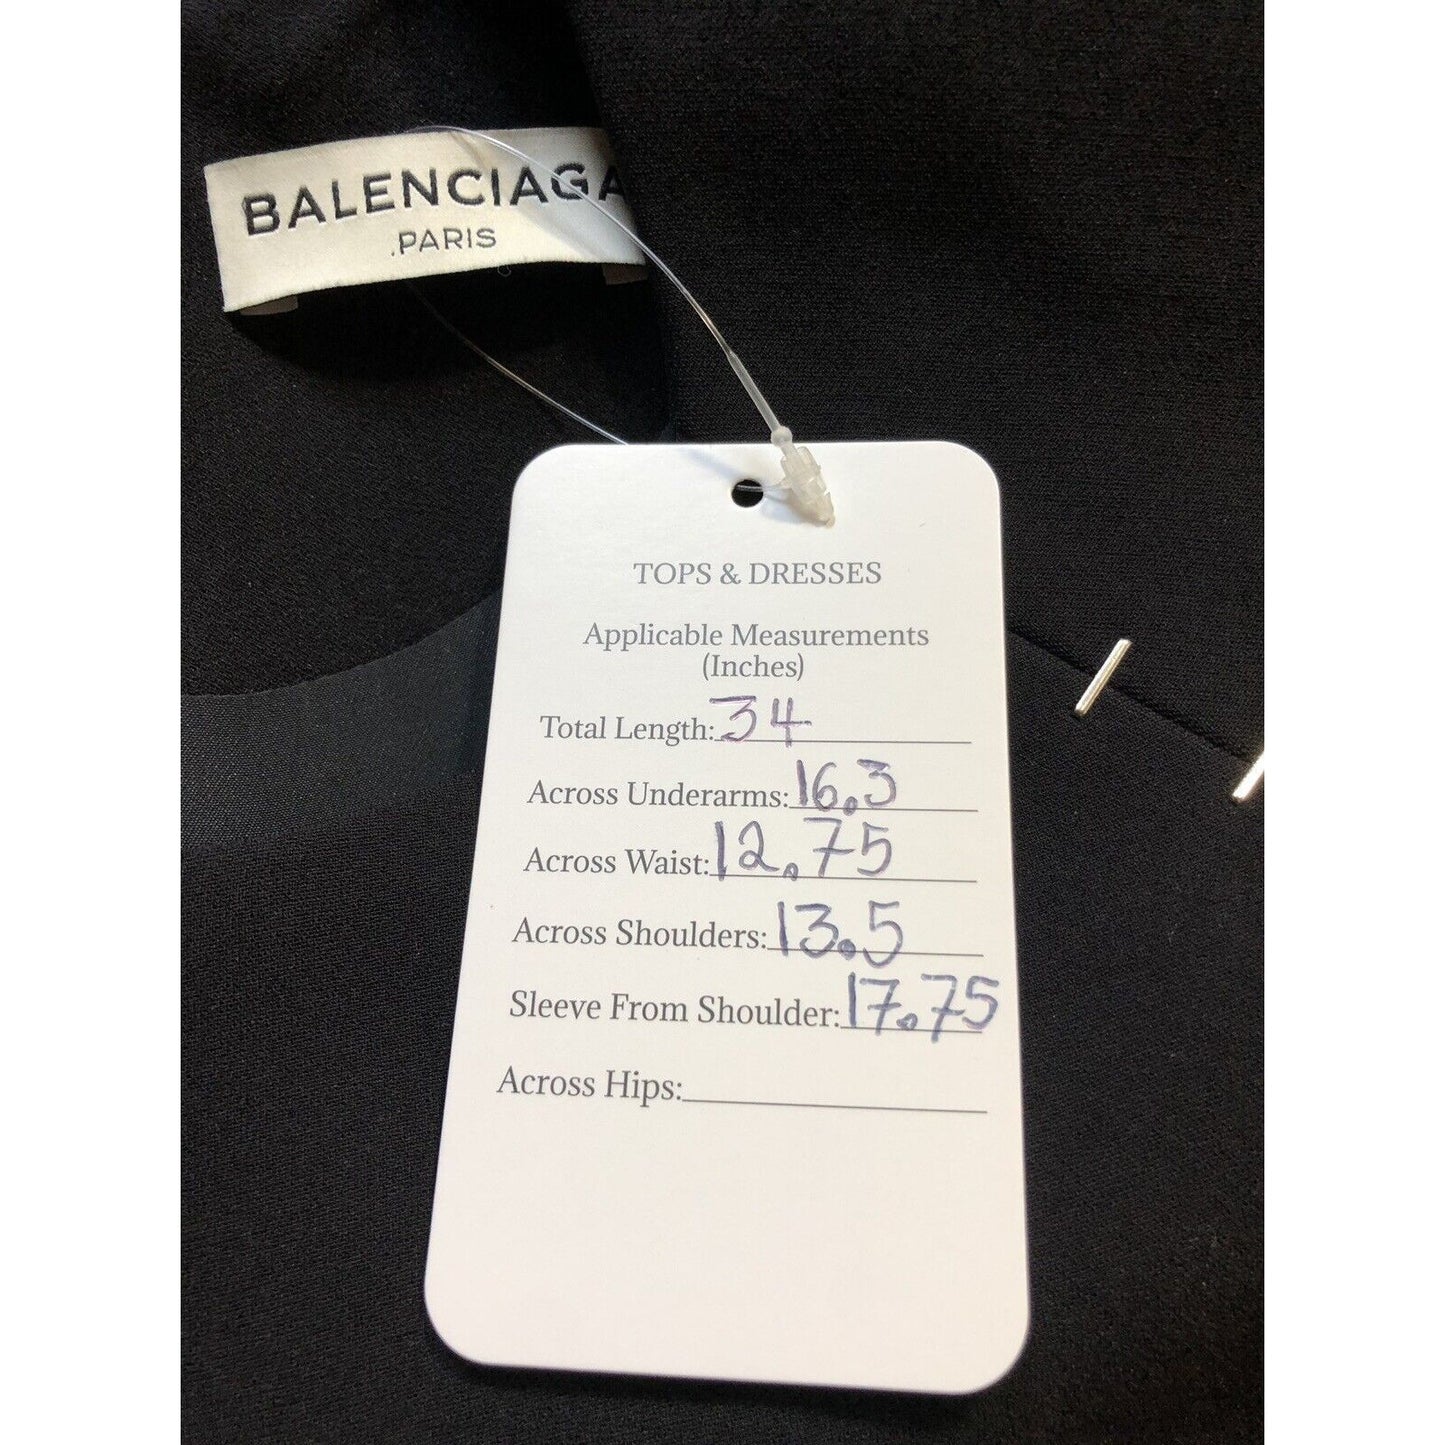 BALENCIAGA
.PARIS
TOPS & DRESSES
Applicable Measurements
(Inches)
Total Length: 34
Across Underarms: 16.3
Across Waist: 12.75
Across Shoulders: 13.5
Sleeve From Shoulder: 17.75
Across Hips: